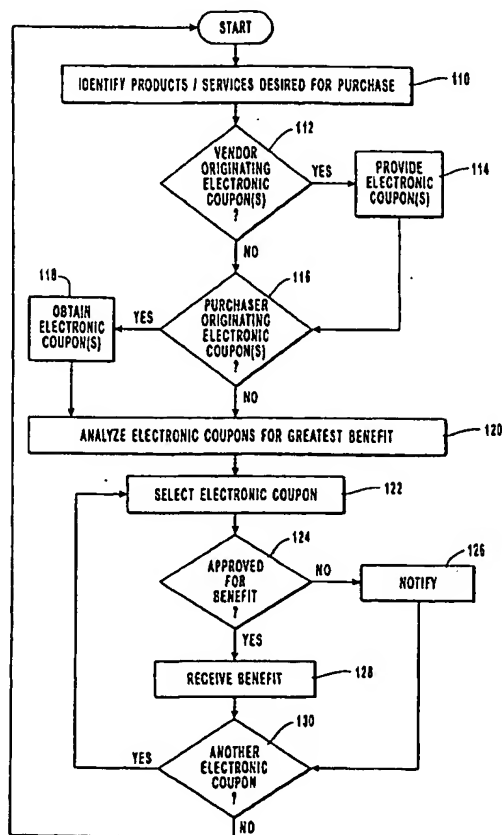 START
IDENTIFY PRODUCTS / SERVICES DESIRED FOR PURCHASE
110
112
VENDOR
ORIGINATING
ELECTRONIC
COUPON(S)
?
YES
PROVIDE
ELECTRONIC
COUPON(S)
114
NO
116
118
OBTAIN
ELECTRONIC
COUPON(S)
YES
PURCHASER
ORIGINATING
ELECTRONIC
COUPON(S)
?
NO
ANALYZE ELECTRONIC COUPONS FOR GREATEST BENEFIT
120
SELECT ELECTRONIC COUPON
122
124
APPROVED
FOR
BENEFIT
?
NO
126
NOTIFY
YES
RECEIVE BENEFIT
128
130
YES
ANOTHER
ELECTRONIC
COUPON
?
NO